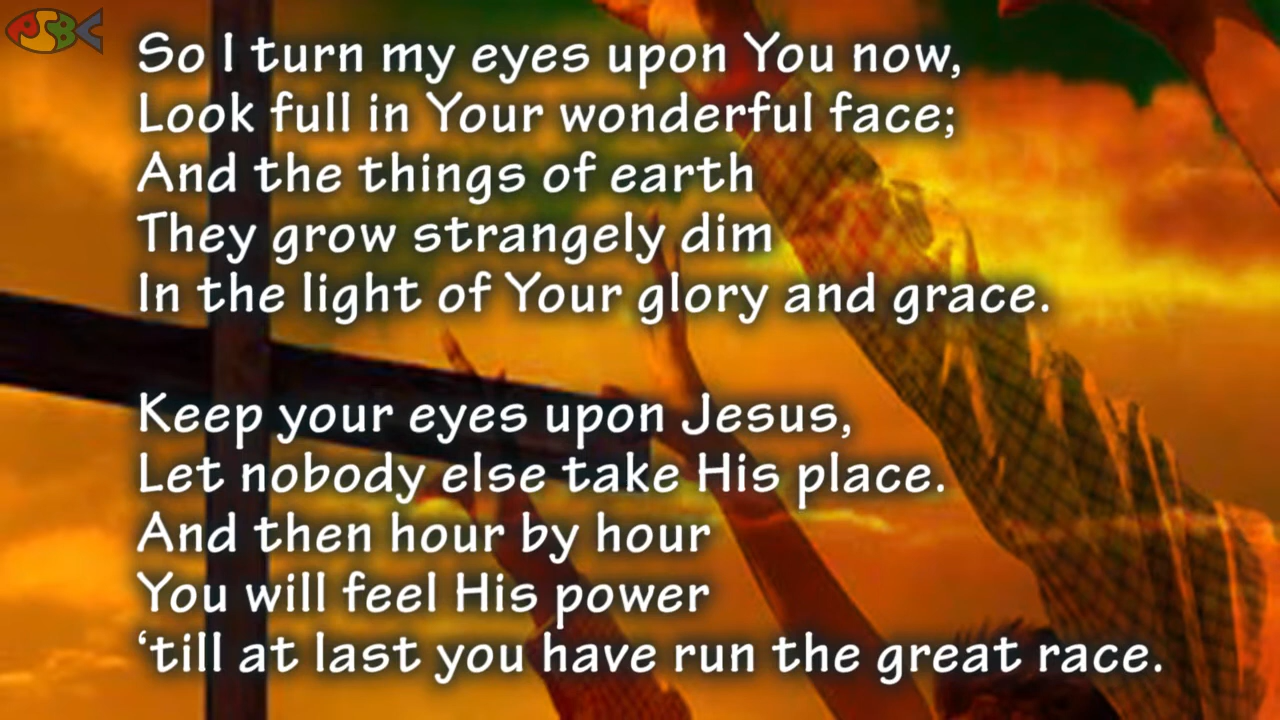 PSBC
So I turn my eyes upon You now,
Look full in Your wonderful face;
And the things of earth
They grow strangely dim
In the light of Your glory and grace.
Keep your eyes upon Jesus,
Let nobody else take His place.
And then hour by hour
You will feel His power
‘till at last you have run the great race.